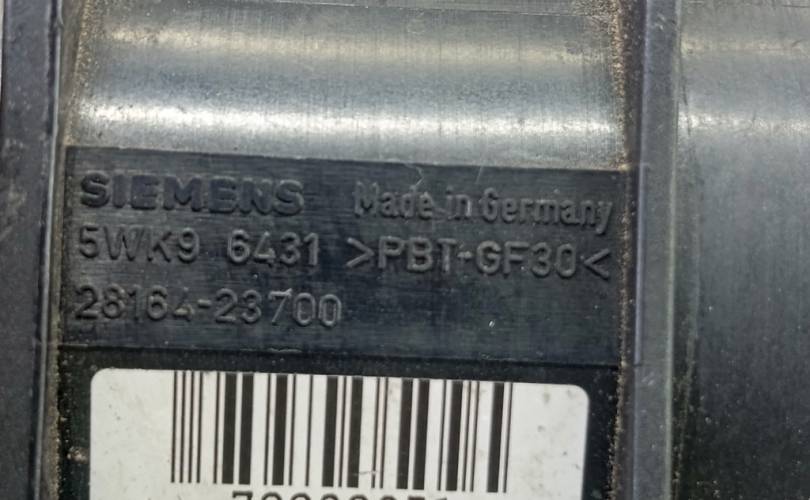 SIEMENS Made in Germany
5WK9 6431 >PBT-GF30<
28164-23700